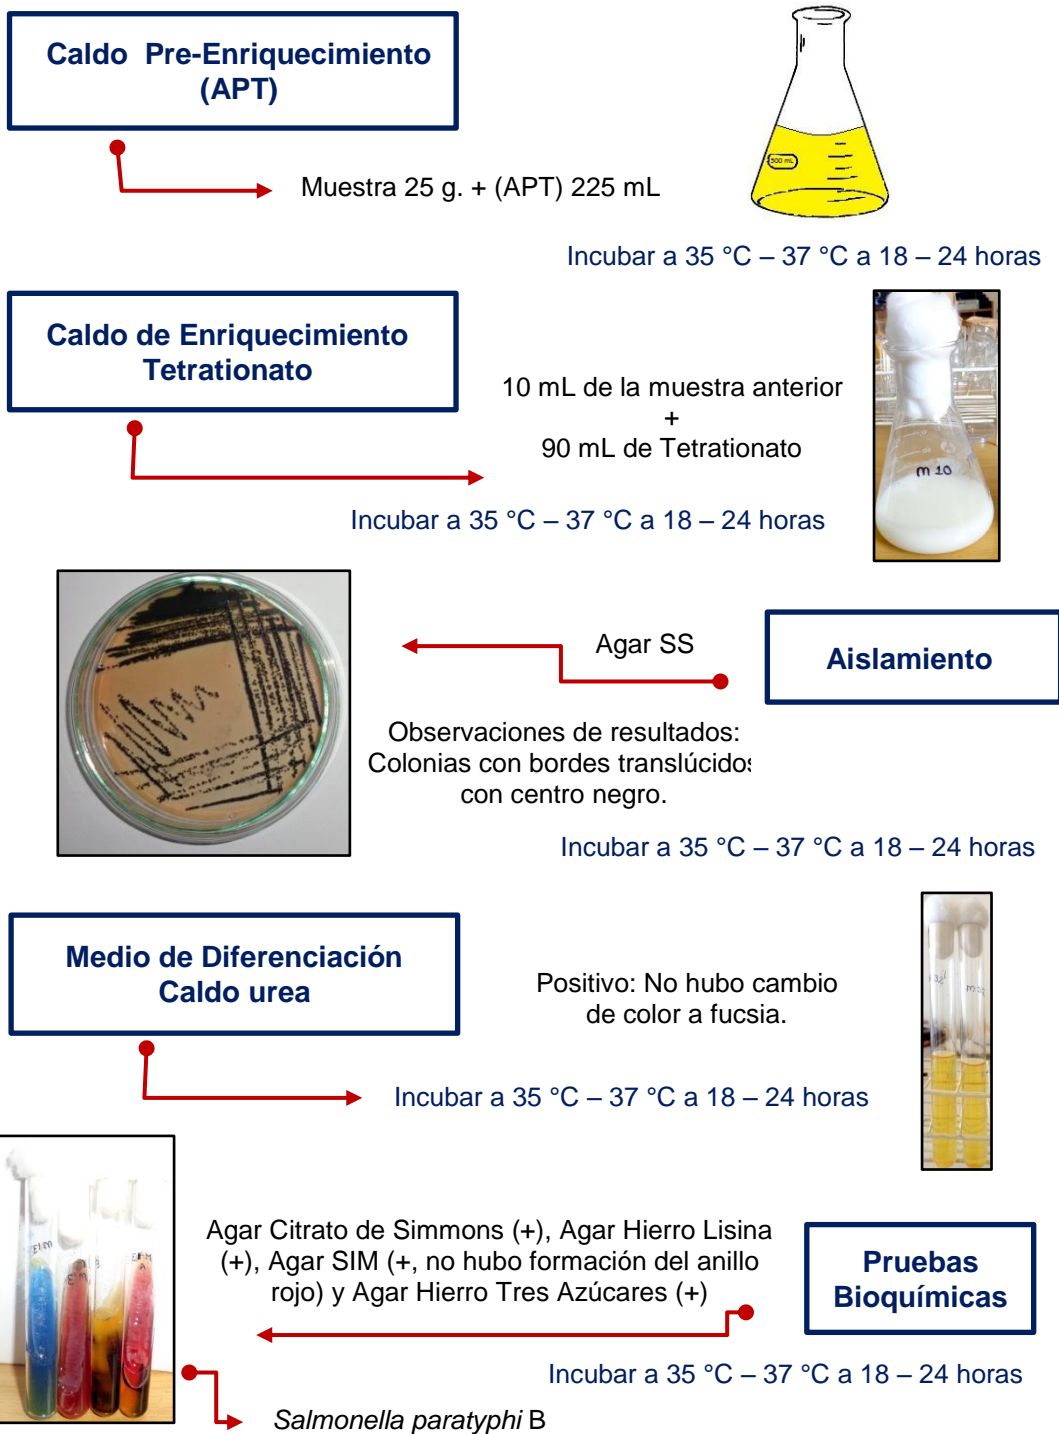 Caldo Pre-Enriquecimiento
(APT)
Muestra 25 g. + (APT) 225 mL
500 mL
Incubar a 35 °C – 37 °C a 18 – 24 horas
Caldo de Enriquecimiento
Tetrationato
10 mL de la muestra anterior
+
90 mL de Tetrationato
m 10
Incubar a 35 °C – 37 °C a 18 – 24 horas
Agar SS
Aislamiento
Observaciones de resultados:
Colonias con bordes translúcidos
con centro negro.
Incubar a 35 °C – 37 °C a 18 – 24 horas
Medio de Diferenciación
Caldo urea
Positivo: No hubo cambio
de color a fucsia.
Incubar a 35 °C – 37 °C a 18 – 24 horas
Agar Citrato de Simmons (+), Agar Hierro Lisina
(+), Agar SIM (+, no hubo formación del anillo
rojo) y Agar Hierro Tres Azúcares (+)
Pruebas
Bioquímicas
Incubar a 35 °C – 37 °C a 18 – 24 horas
Salmonella paratyphi B